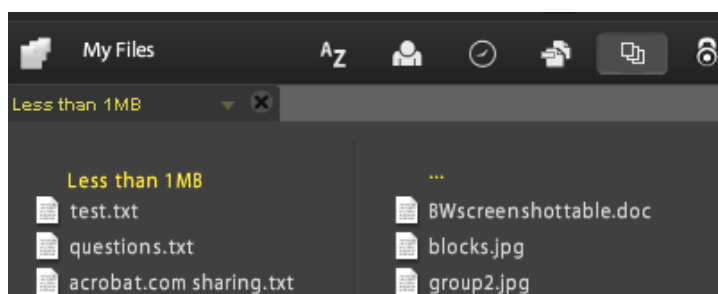 My Files
AZ
Less than 1MB
Less than 1MB
test.txt
questions.txt
acrobat.com sharing.txt
...
BWscreenshottable.doc
blocks.jpg
group2.jpg